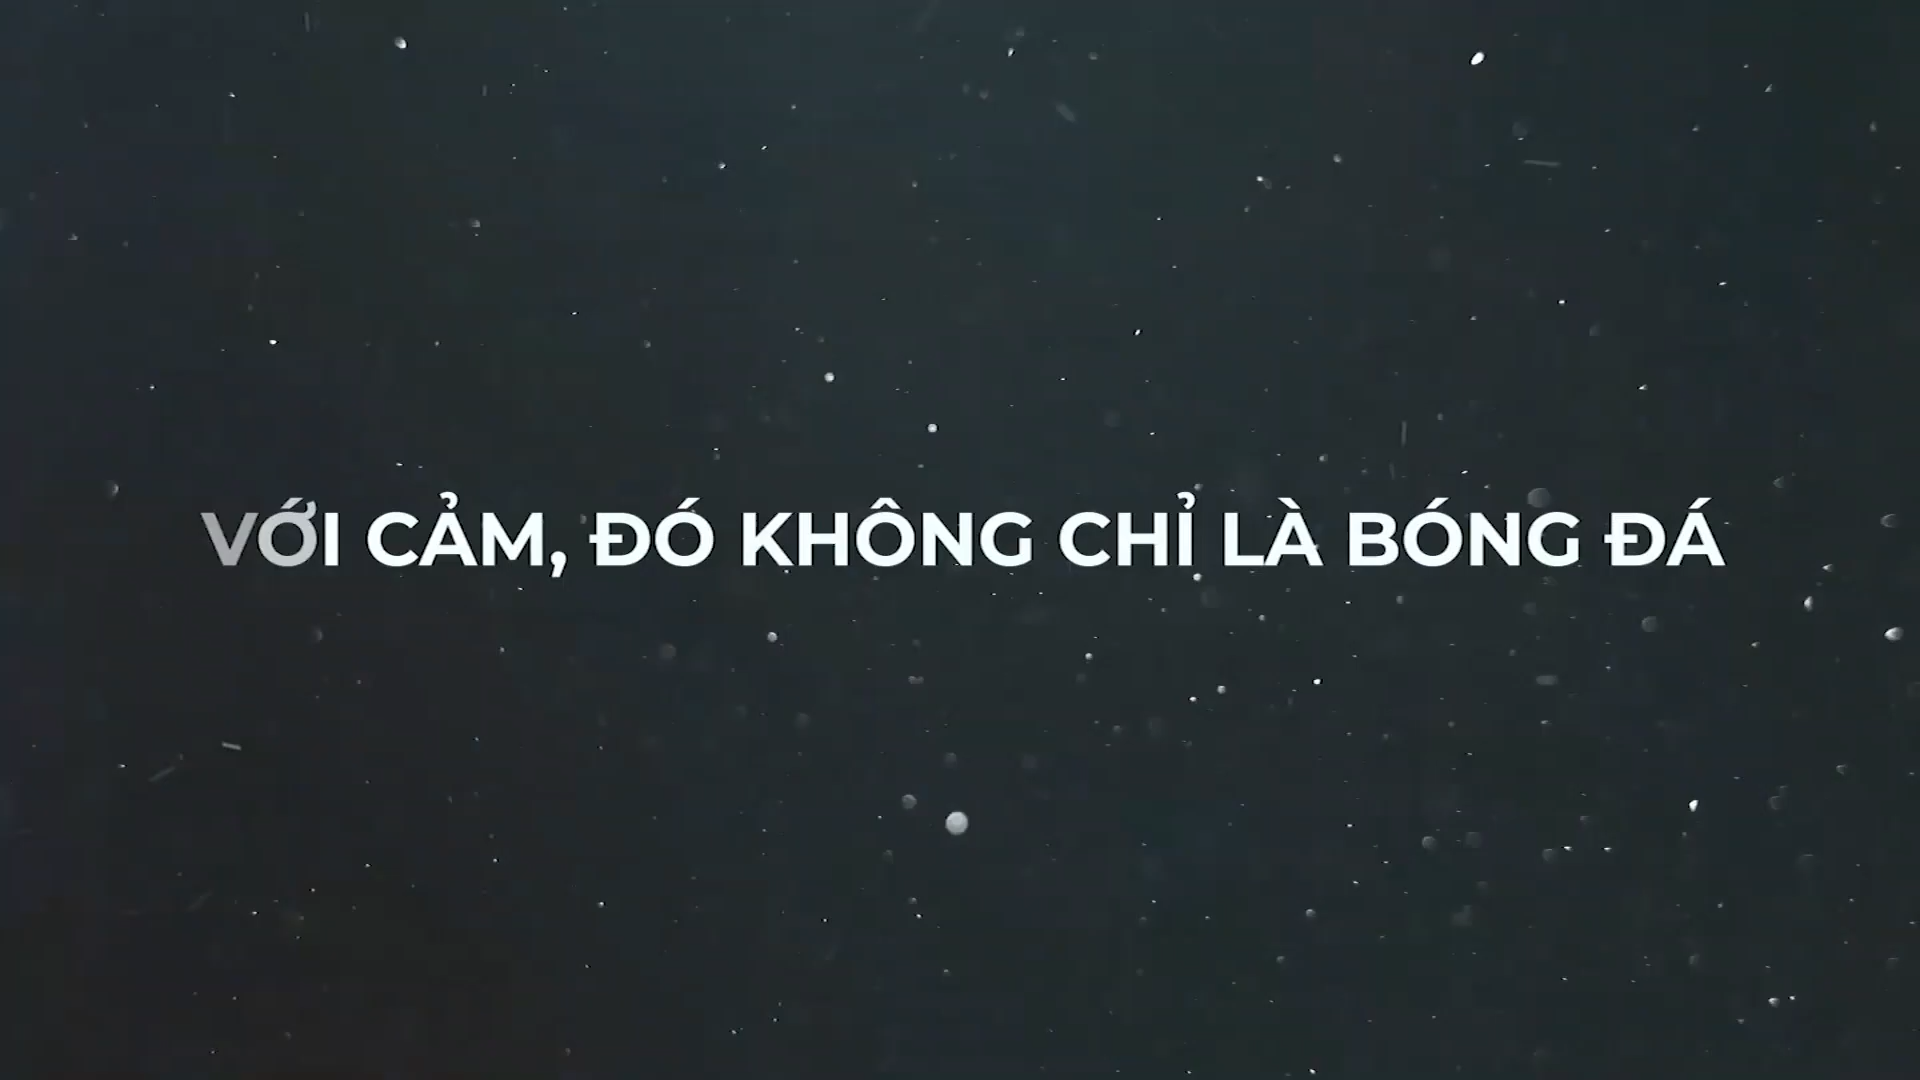 VỚI CẢM, ĐÓ KHÔNG CHỈ LÀ BÓNG ĐÁ